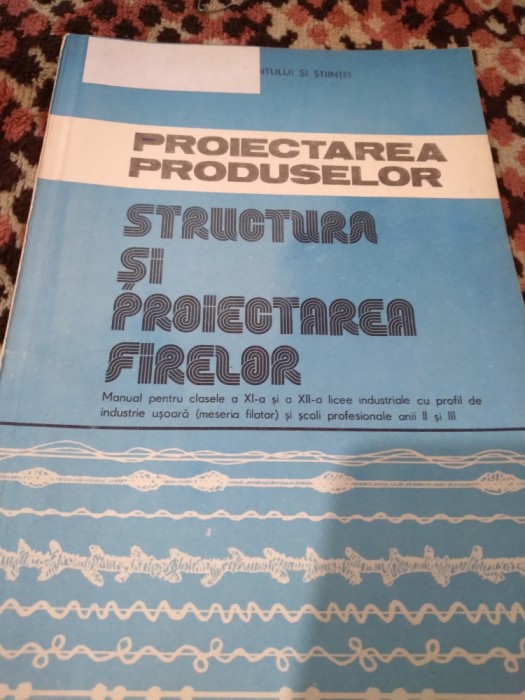 ȘI ȘTIINȚEI
PROIECTAREA
PRODUSELOR
STRUCTURA
ȘI
PROIECTAREA
FIRELOR
Manual pentru clasele a XI-a și a XII-a licee industriale cu profil de
industrie ușoară (meseria filator) și școli profesionale anii II și III